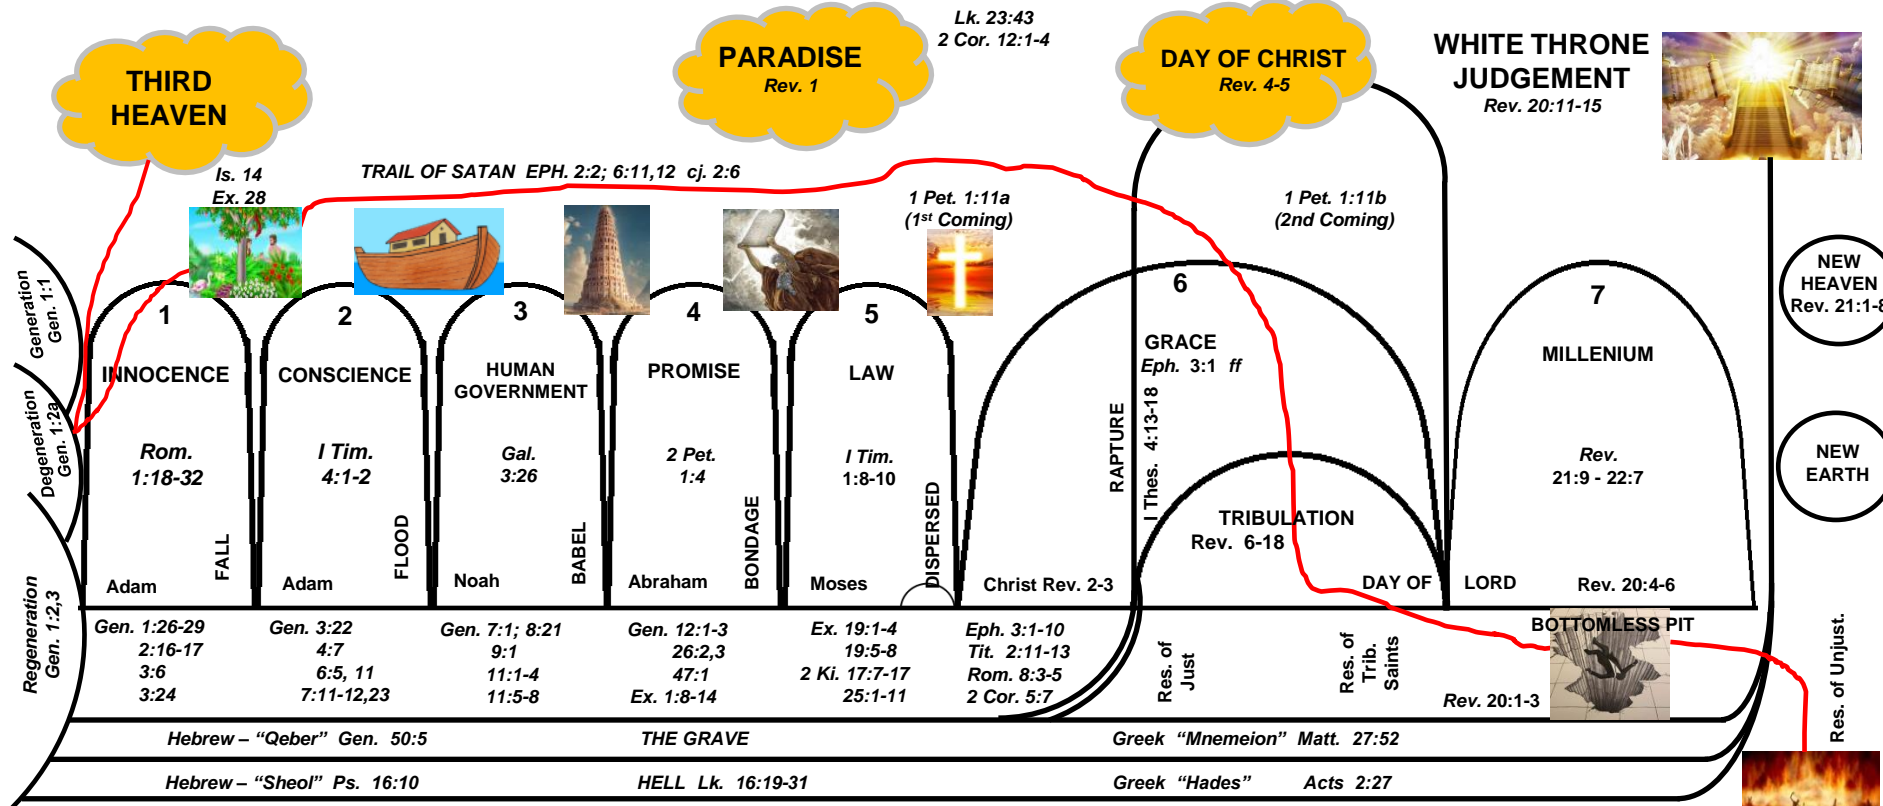 Lk. 23:43
2 Cor. 12:1-4
THIRD
HEAVEN
PARADISE
Rev. 1
DAY OF CHRIST
Rev. 4-5
WHITE THRONE
JUDGEMENT
Rev. 20:11-15
Is. 14
Ex. 28
TRAIL OF SATAN EPH. 2:2; 6:11,12 cj. 2:6
1 Pet. 1:11a
(1st Coming)
1 Pet. 1:11b
(2nd Coming)
Generation
Gen. 1:1
Degeneration
Gen. 1:2a
Regeneration
Gen. 1:2,3
1
INNOCENCE
Rom.
1:18-32
FALL
Adam
2
CONSCIENCE
I Tim.
4:1-2
FLOOD
Adam
3
HUMAN
GOVERNMENT
Gal.
3:26
BABEL
Noah
4
PROMISE
2 Pet.
1:4
BONDAGE
Abraham
5
LAW
I Tim.
1:8-10
DISPERSED
Moses
6
GRACE
Eph. 3:1 ff
RAPTURE
I Thes. 4:13-18
Christ Rev. 2-3
TRIBULATION
Rev. 6-18
DAY OF LORD
7
MILLENIUM
Rev.
21:9 - 22:7
Rev. 20:4-6
NEW
HEAVEN
Rev. 21:1-8
NEW
EARTH
Gen. 1:26-29
2:16-17
3:6
3:24
Gen. 3:22
4:7
6:5, 11
7:11-12,23
Gen. 7:1; 8:21
9:1
11:1-4
11:5-8
Gen. 12:1-3
26:2,3
47:1
Ex. 1:8-14
Ex. 19:1-4
19:5-8
2 Ki. 17:7-17
25:1-11
Eph. 3:1-10
Tit. 2:11-13
Rom. 8:3-5
2 Cor. 5:7
Res. of
Just
Res. of
Trib.
Saints
BOTTOMLESS PIT
Rev. 20:1-3
Res. of Unjust.
Hebrew – “Qeber” Gen. 50:5
THE GRAVE
Greek “Mnemeion” Matt. 27:52
Hebrew – “Sheol” Ps. 16:10
HELL Lk. 16:19-31
Greek “Hades” Acts 2:27